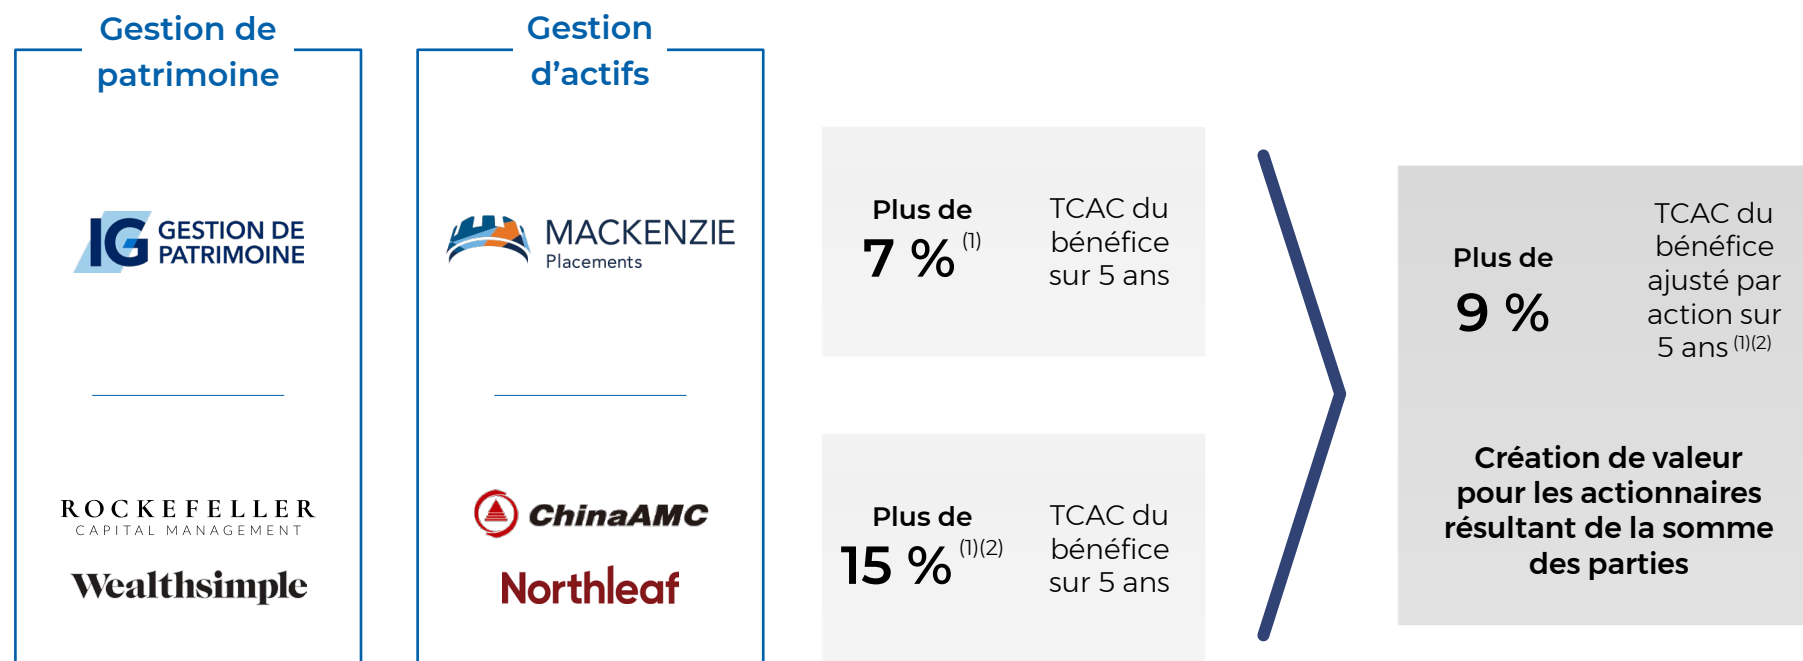 Gestion de
patrimoine
IG GESTION DE
PATRIMOINE
ROCKEFELLER
CAPITAL MANAGEMENT
Wealthsimple
Gestion
d’actifs
MACKENZIE
Placements
ChinaAMC
Northleaf
Plus de
7 % (1)
TCAC du
bénéfice
sur 5 ans
Plus de
15 % (1)(2)
TCAC du
bénéfice
sur 5 ans
Plus de
9 %
TCAC du
bénéfice
ajusté par
action sur
5 ans (1)(2)
Création de valeur
pour les actionnaires
résultant de la somme
des parties